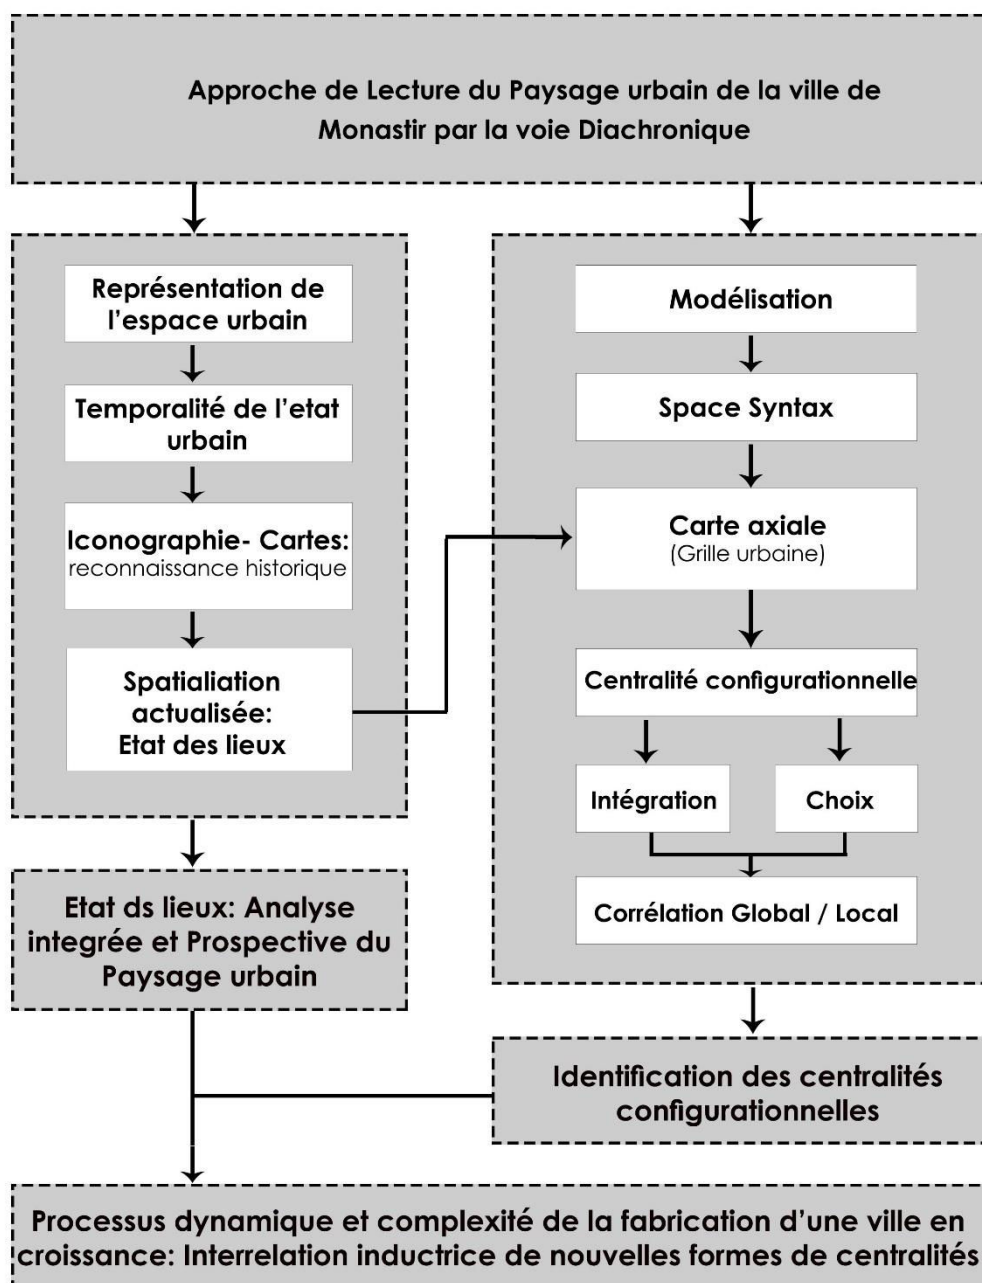 Approche de Lecture du Paysage urbain de la ville de
Monastir par la voie Diachronique
Représentation de
l'espace urbain
Temporalité de l'etat
urbain
Iconographie- Cartes:
reconnaissance historique
Spatialiation
actualisée:
Etat des lieux
Etat ds lieux: Analyse
integrée et Prospective du
Paysage urbain
Modélisation
Space Syntax
Carte axiale
(Grille urbaine)
Centralité configurationnelle
Intégration
Choix
Corrélation Global / Local
Identification des centralités
configurationnelles
Processus dynamique et complexité de la fabrication d'une ville en
croissance: Interrelation inductrice de nouvelles formes de centralités